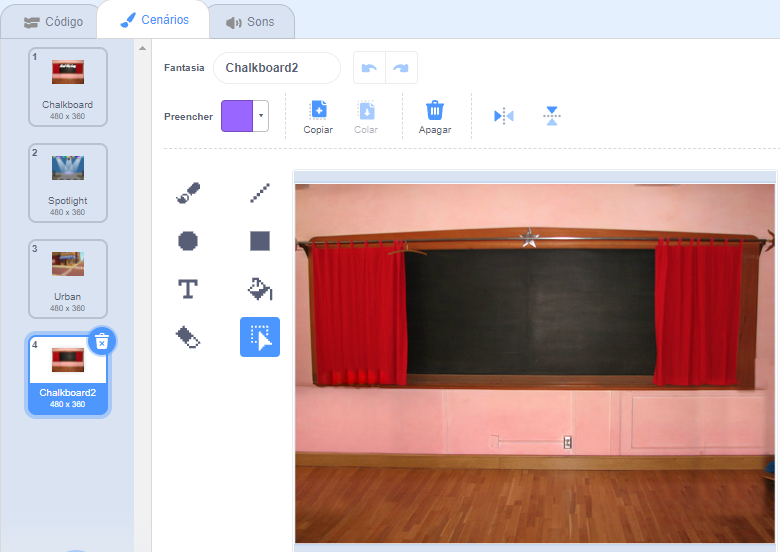 Código
Cenários
Sons
1
Chalkboard
480 x 360
2
Spotlight
480 x 360
3
Urban
480 x 360
4
Chalkboard2
480 x 360
Fantasia
Chalkboard2
Preencher
Copiar
Colar
Apagar
T